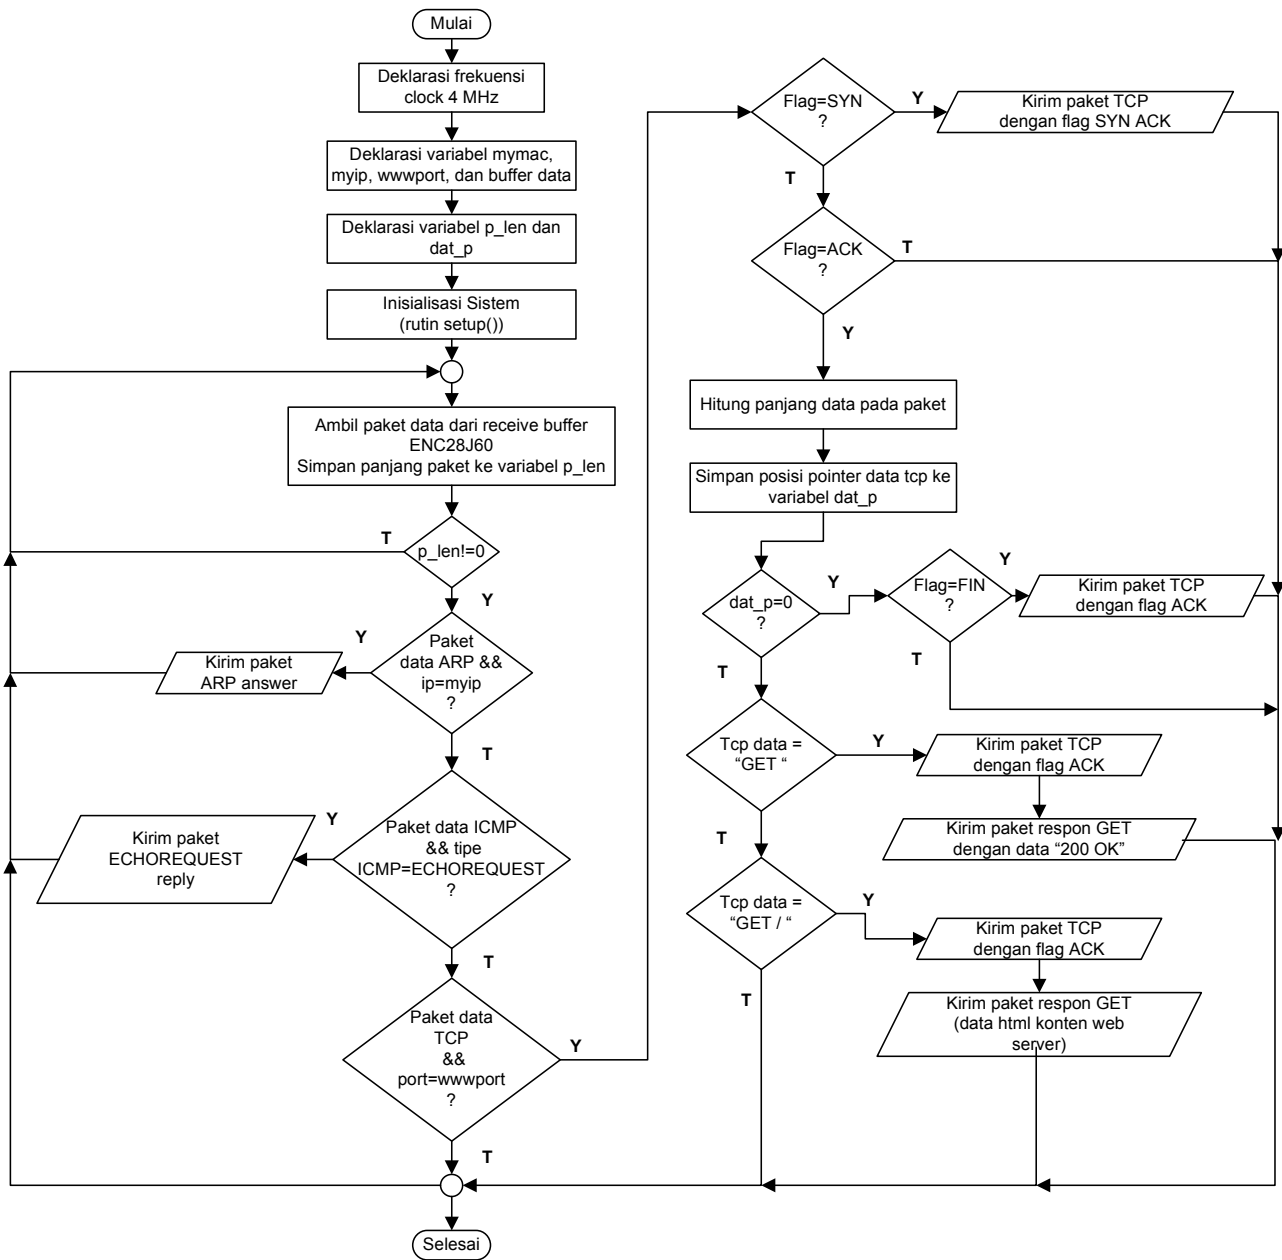 Mulai
Deklarasi frekuensi
clock 4 MHz
Deklarasi variabel mymac,
myip, wwwport, dan buffer data
Deklarasi variabel p_len dan
dat_p
Inisialisasi Sistem
(rutin setup())
Ambil paket data dari receive buffer
ENC28J60
Simpan panjang paket ke variabel p_len
p_len!=0
T
Y
Paket
data ARP &&
ip=myip
?
Y
Kirim paket
ARP answer
T
Paket data ICMP
&& tipe
ICMP=ECHOREQUEST
?
Y
Kirim paket
ECHOREQUEST
reply
T
Paket data
TCP
&&
port=wwwport
?
Y
T
Selesai
Flag=SYN
?
Y
Kirim paket TCP
dengan flag SYN ACK
T
Flag=ACK
?
T
Y
Hitung panjang data pada paket
Simpan posisi pointer data tcp ke
variabel dat_p
dat_p=0
?
Y
Flag=FIN
?
Y
Kirim paket TCP
dengan flag ACK
T
T
Tcp data =
“GET “
Y
Kirim paket TCP
dengan flag ACK
Kirim paket respon GET
dengan data “200 OK”
T
Tcp data =
“GET / “
Y
Kirim paket TCP
dengan flag ACK
Kirim paket respon GET
(data html konten web
server)
T